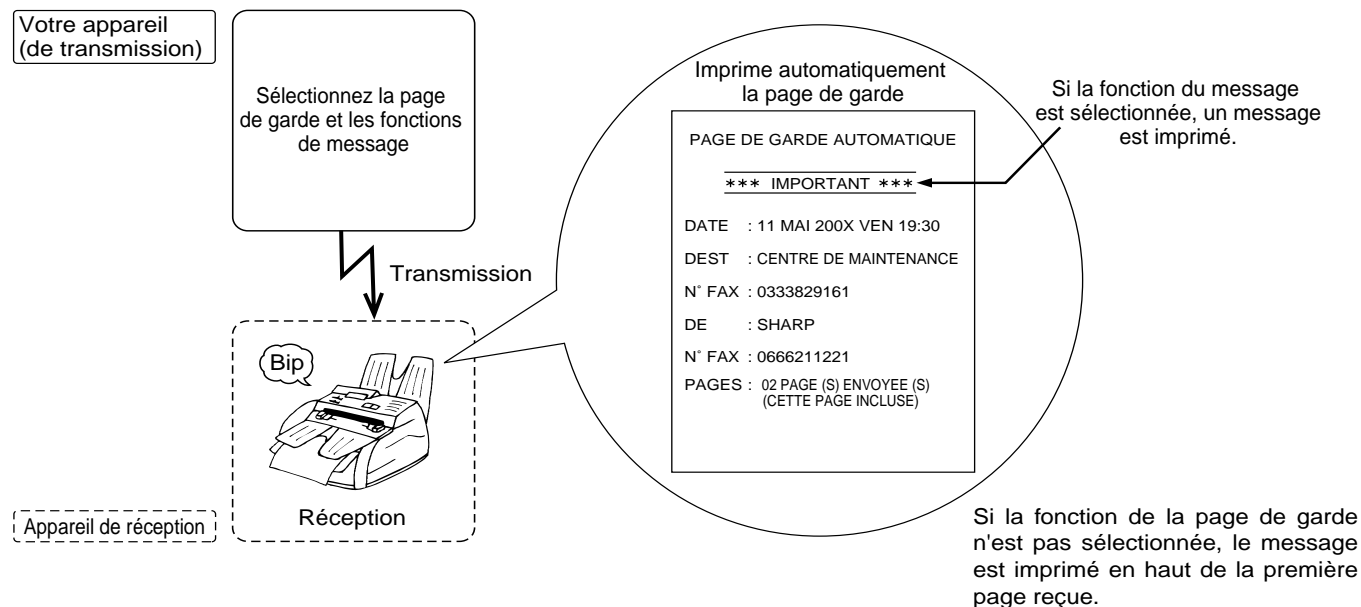 Votre appareil
(de transmission)
Sélectionnez la page
de garde et les fonctions
de message
Transmission
Bip
Réception
Appareil de réception
Imprime automatiquement
la page de garde
PAGE DE GARDE AUTOMATIQUE
*** IMPORTANT ***
DATE : 11 MAI 200X VEN 19:30
DEST : CENTRE DE MAINTENANCE
N° FAX : 0333829161
DE : SHARP
N° FAX : 0666211221
PAGES : 02 PAGE (S) ENVOYEE (S)
(CETTE PAGE INCLUSE)
Si la fonction du message
est sélectionnée, un message
est imprimé.
Si la fonction de la page de garde
n'est pas sélectionnée, le message
est imprimé en haut de la première
page reçue.